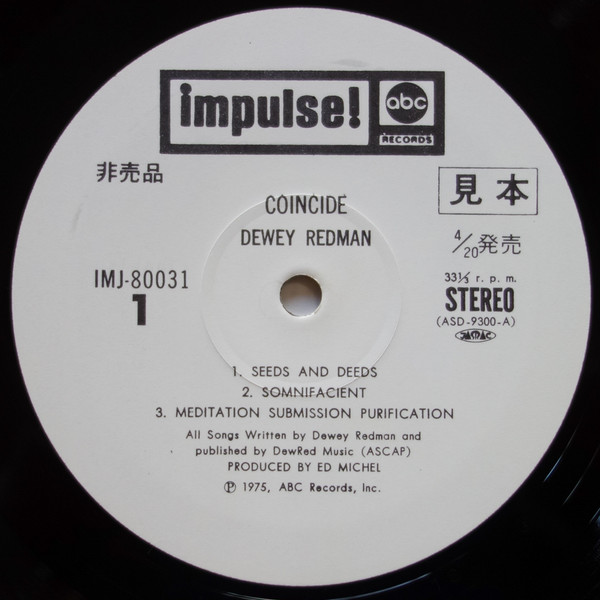 impulse!
abc
RECORDS
非売品
見本
COINCIDE
DEWEY REDMAN
4/20発売
IMJ-80031
1
33⅓ r. p. m.
STEREO
(ASD-9300-A)
JASRAC
1. SEEDS AND DEEDS
2. SOMNIFACIENT
3. MEDITATION SUBMISSION PURIFICATION
All Songs Written by Dewey Redman and
published by DewRed Music (ASCAP)
PRODUCED BY ED MICHEL
℗ 1975, ABC Records, Inc.